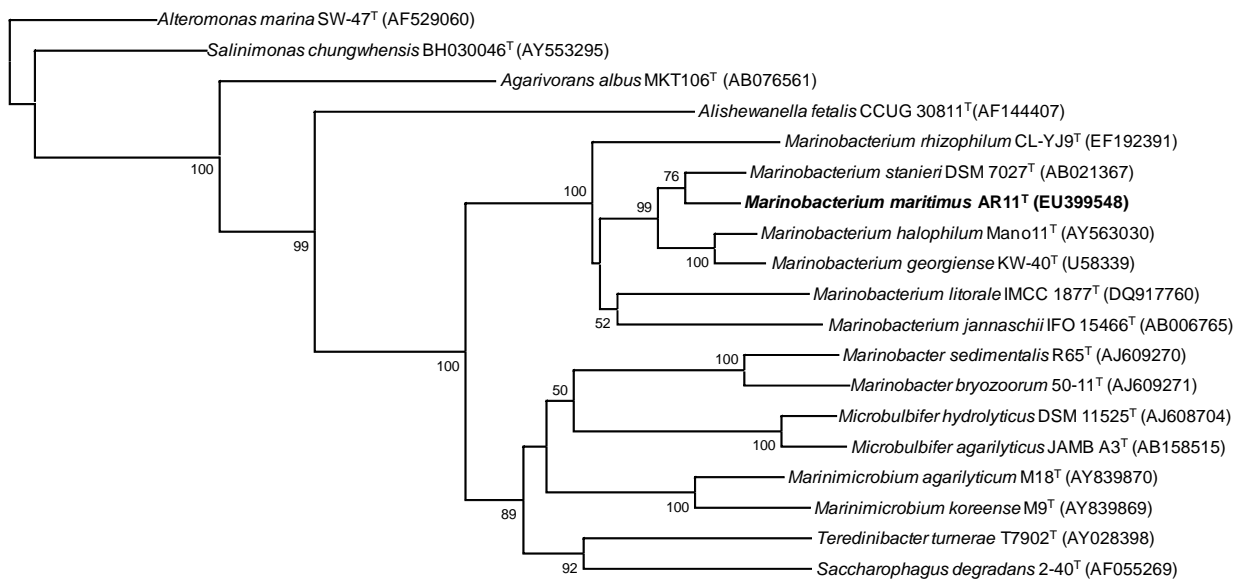 Alteromonas marina SW-47ᵀ (AF529060)
Salinimonas chungwhensis BH030046ᵀ (AY553295)
Agarivorans albus MKT106ᵀ (AB076561)
100
Alishewanella fetalis CCUG 30811ᵀ(AF144407)
99
Marinobacterium rhizophilum CL-YJ9ᵀ (EF192391)
100
Marinobacterium stanieri DSM 7027ᵀ (AB021367)
76
Marinobacterium maritimus AR11ᵀ (EU399548)
99
Marinobacterium halophilum Mano11ᵀ (AY563030)
100
Marinobacterium georgiense KW-40ᵀ (U58339)
Marinobacterium litorale IMCC 1877ᵀ (DQ917760)
52
Marinobacterium jannaschii IFO 15466ᵀ (AB006765)
100
100
Marinobacter sedimentalis R65ᵀ (AJ609270)
Marinobacter bryozoorum 50-11ᵀ (AJ609271)
50
Microbulbifer hydrolyticus DSM 11525ᵀ (AJ608704)
100
Microbulbifer agarilyticus JAMB A3ᵀ (AB158515)
Marinimicrobium agarilyticum M18ᵀ (AY839870)
100
Marinimicrobium koreense M9ᵀ (AY839869)
89
Teredinibacter turnerae T7902ᵀ (AY028398)
92
Saccharophagus degradans 2-40ᵀ (AF055269)